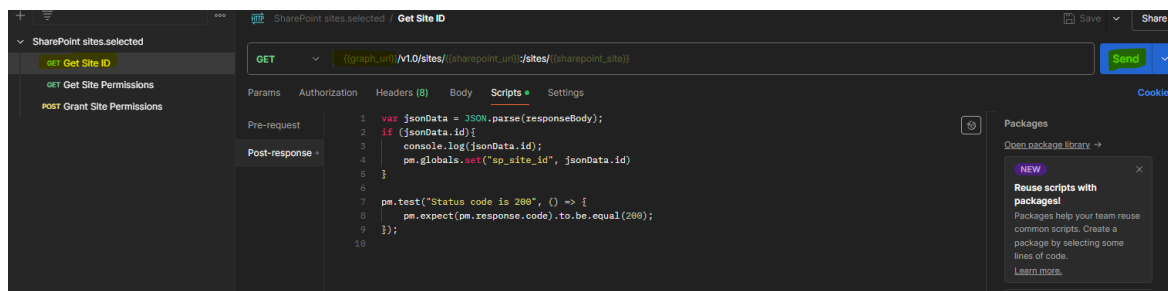 SharePoint sites.selected / Get Site ID
Save
Share
SharePoint sites.selected
GET Get Site ID
GET Get Site Permissions
POST Grant Site Permissions
GET
{{graph_url}}/v1.0/sites/{{sharepoint_url}}:/sites/{{sharepoint_site}}
Send
Params Authorization Headers (8) Body Scripts Settings
Cookie
Pre-request
Post-response
1 var jsonData = JSON.parse(responseBody);
2 if (jsonData.id){
3 console.log(jsonData.id);
4 pm.globals.set("sp_site_id", jsonData.id)
5 }
6
7 pm.test("Status code is 200", () => {
8 pm.expect(pm.response.code).to.be.equal(200);
9 });
10
Packages
Open package library →
NEW
Reuse scripts with
packages!
Packages help your team reuse
common scripts. Create a
package by selecting some
lines of code.
Learn more.